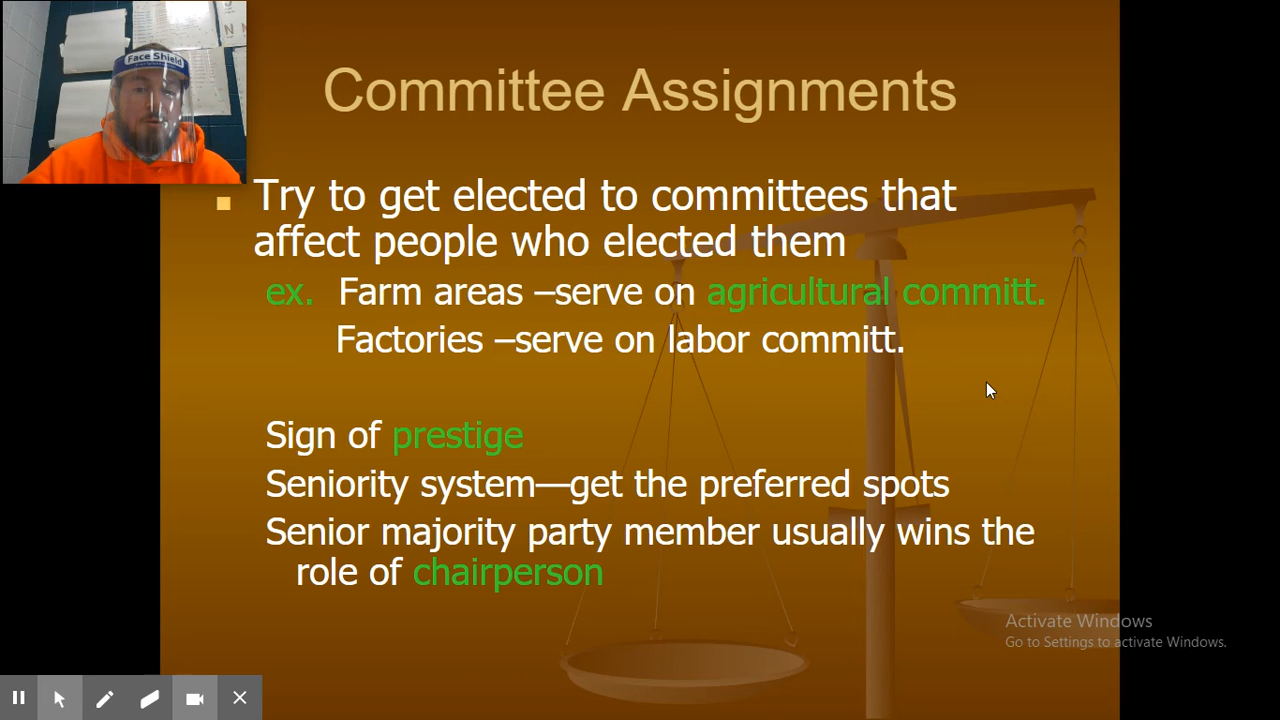 Face Shield
Committee Assignments
Try to get elected to committees that
affect people who elected them
ex. Farm areas –serve on agricultural committ.
Factories –serve on labor committ.
Sign of prestige
Seniority system—get the preferred spots
Senior majority party member usually wins the
role of chairperson
Activate Windows
Go to Settings to activate Windows.